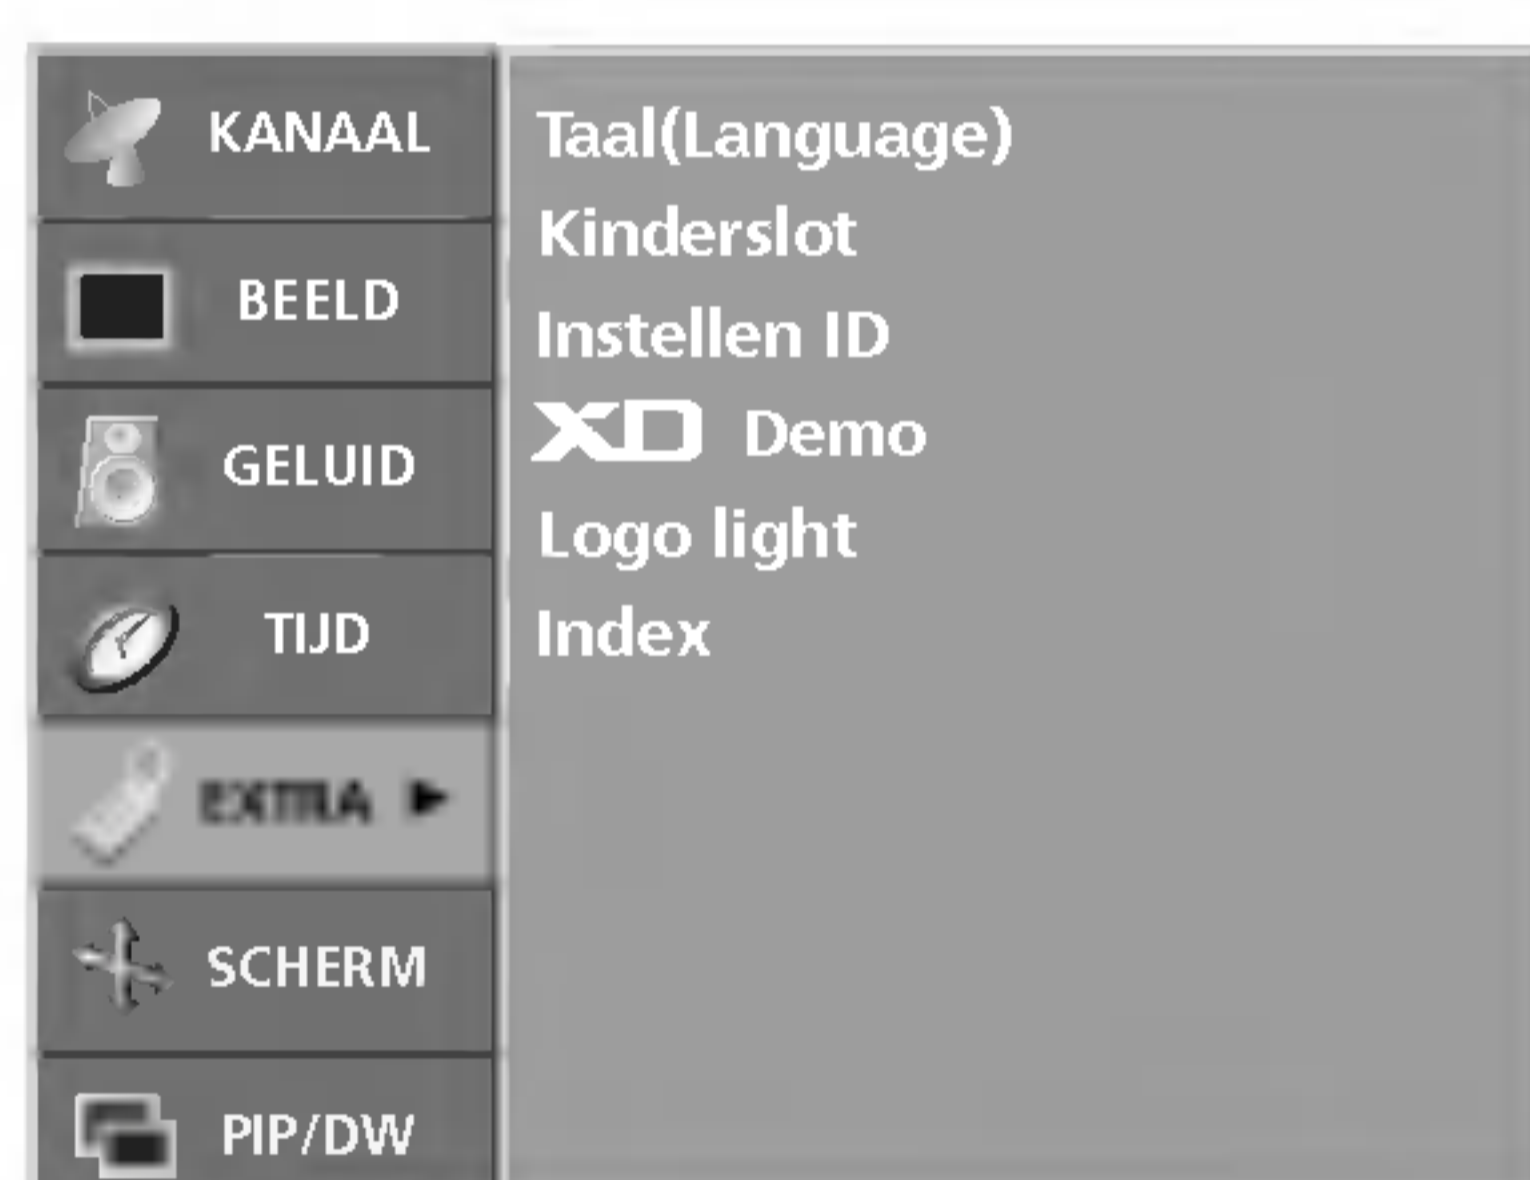 KANAAL
BEELD
GELUID
TIJD
EXTRA ►
SCHERM
PIP/DW
Taal(Language)
Kinderslot
Instellen ID
XD Demo
Logo light
Index